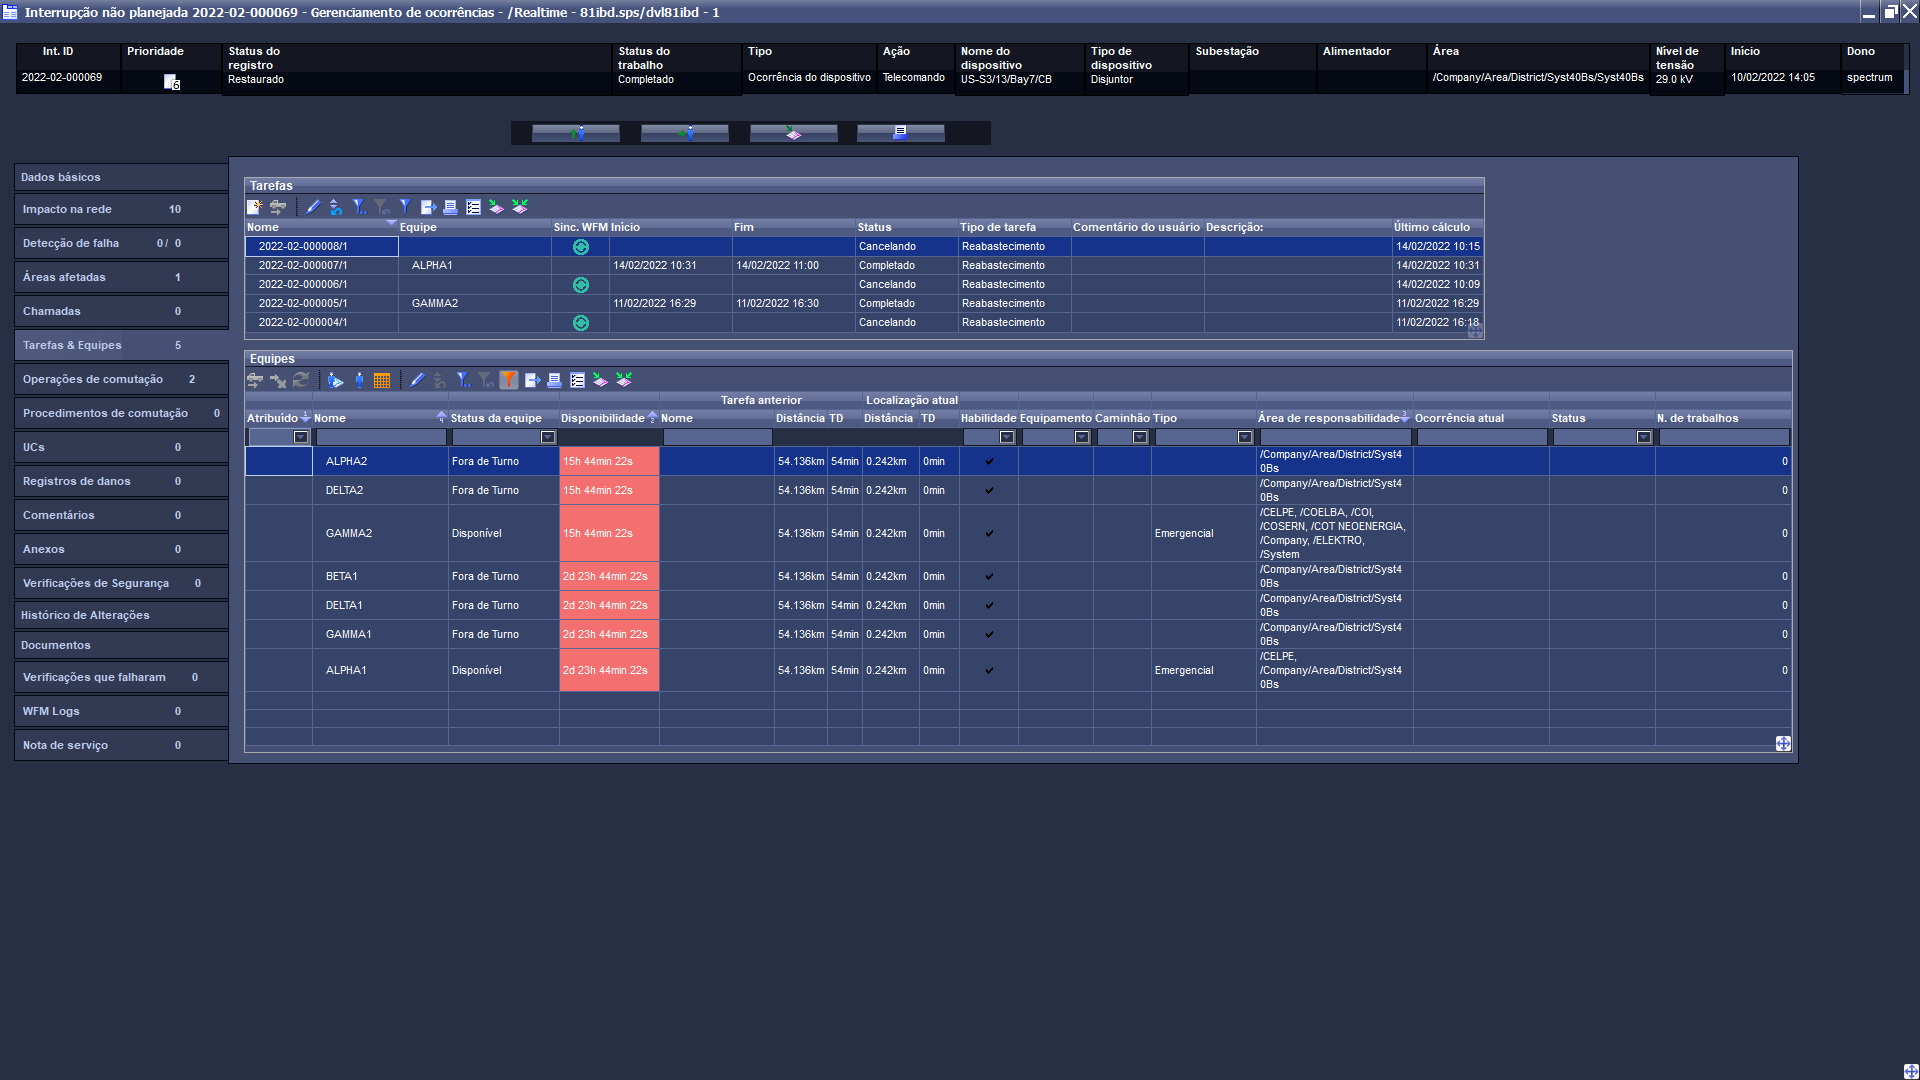 Interrupção não planejada 2022-02-000069 - Gerenciamento de ocorrências - /Realtime - 81ibd.sps/dvl81ibd - 1
Int. ID Prioridade Status do registro Status do trabalho Tipo Ação Nome do dispositivo Tipo de dispositivo Subestação Alimentador Área Nível de tensão Início Dono
2022-02-000069 6 Restaurado Completado Ocorrência do dispositivo Telecomando US-S3/13/Bay7/CB Disjuntor /Company/Area/District/Syst40Bs/Syst40Bs 29.0 kV 10/02/2022 14:05 spectrum
Dados básicos
Impacto na rede 10
Detecção de falha 0 / 0
Áreas afetadas 1
Chamadas 0
Tarefas & Equipes 5
Operações de comutação 2
Procedimentos de comutação 0
UCs 0
Registros de danos 0
Comentários 0
Anexos 0
Verificações de Segurança 0
Histórico de Alterações
Documentos
Verificações que falharam 0
WFM Logs 0
Nota de serviço 0
Tarefas
Nome Equipe Sinc. WFM Início Fim Status Tipo de tarefa Comentário do usuário Descrição: Último cálculo
2022-02-000008/1 Cancelando Reabastecimento 14/02/2022 10:15
2022-02-000007/1 ALPHA1 14/02/2022 10:31 14/02/2022 11:00 Completado Reabastecimento 14/02/2022 10:31
2022-02-000006/1 Cancelando Reabastecimento 14/02/2022 10:09
2022-02-000005/1 GAMMA2 11/02/2022 16:29 11/02/2022 16:30 Completado Reabastecimento 11/02/2022 16:29
2022-02-000004/1 Cancelando Reabastecimento 11/02/2022 16:18
Equipes
Tarefa anterior Localização atual
Atribuído 1 Nome 4 Status da equipe Disponibilidade 2 Nome Distância TD Distância TD Habilidade Equipamento Caminhão Tipo Área de responsabilidade 3 Ocorrência atual Status N. de trabalhos
ALPHA2 Fora de Turno 15h 44min 22s 54.136km 54min 0.242km 0min /Company/Area/District/Syst4 0
0Bs
DELTA2 Fora de Turno 15h 44min 22s 54.136km 54min 0.242km 0min /Company/Area/District/Syst4 0
0Bs
GAMMA2 Disponível 15h 44min 22s 54.136km 54min 0.242km 0min Emergencial /CELPE, /COELBA, /COI, 0
/COSERN, /COT NEOENERGIA,
/Company, /ELEKTRO,
/System
BETA1 Fora de Turno 2d 23h 44min 22s 54.136km 54min 0.242km 0min /Company/Area/District/Syst4 0
0Bs
DELTA1 Fora de Turno 2d 23h 44min 22s 54.136km 54min 0.242km 0min /Company/Area/District/Syst4 0
0Bs
GAMMA1 Fora de Turno 2d 23h 44min 22s 54.136km 54min 0.242km 0min /Company/Area/District/Syst4 0
0Bs
ALPHA1 Disponível 2d 23h 44min 22s 54.136km 54min 0.242km 0min Emergencial /CELPE, 0
/Company/Area/District/Syst4
0Bs